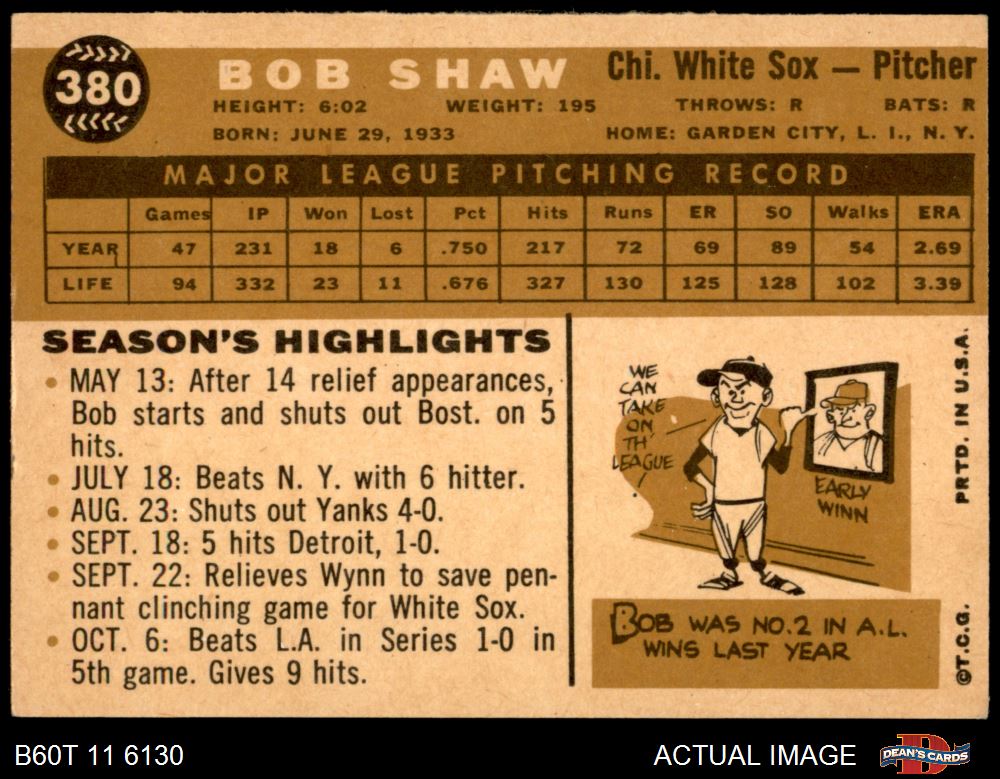 380
BOB SHAW
Chi. White Sox — Pitcher
HEIGHT: 6:02 WEIGHT: 195 THROWS: R BATS: R
BORN: JUNE 29, 1933 HOME: GARDEN CITY, L. I., N. Y.
MAJOR LEAGUE PITCHING RECORD
Games IP Won Lost Pct Hits Runs ER SO Walks ERA
YEAR 47 231 18 6 .750 217 72 69 89 54 2.69
LIFE 94 332 23 11 .676 327 130 125 128 102 3.39
SEASON'S HIGHLIGHTS
• MAY 13: After 14 relief appearances,
Bob starts and shuts out Bost. on 5
hits.
• JULY 18: Beats N. Y. with 6 hitter.
• AUG. 23: Shuts out Yanks 4-0.
• SEPT. 18: 5 hits Detroit, 1-0.
• SEPT. 22: Relieves Wynn to save pen-
nant clinching game for White Sox.
• OCT. 6: Beats L.A. in Series 1-0 in
5th game. Gives 9 hits.
WE
CAN
TAKE
ON
TH'
LEAGUE
!
EARLY
WINN
BOB WAS NO.2 IN A.L.
WINS LAST YEAR
PRTD. IN U.S.A.
©T.C.G.
B60T 11 6130
ACTUAL IMAGE
D
DEAN'S CARDS